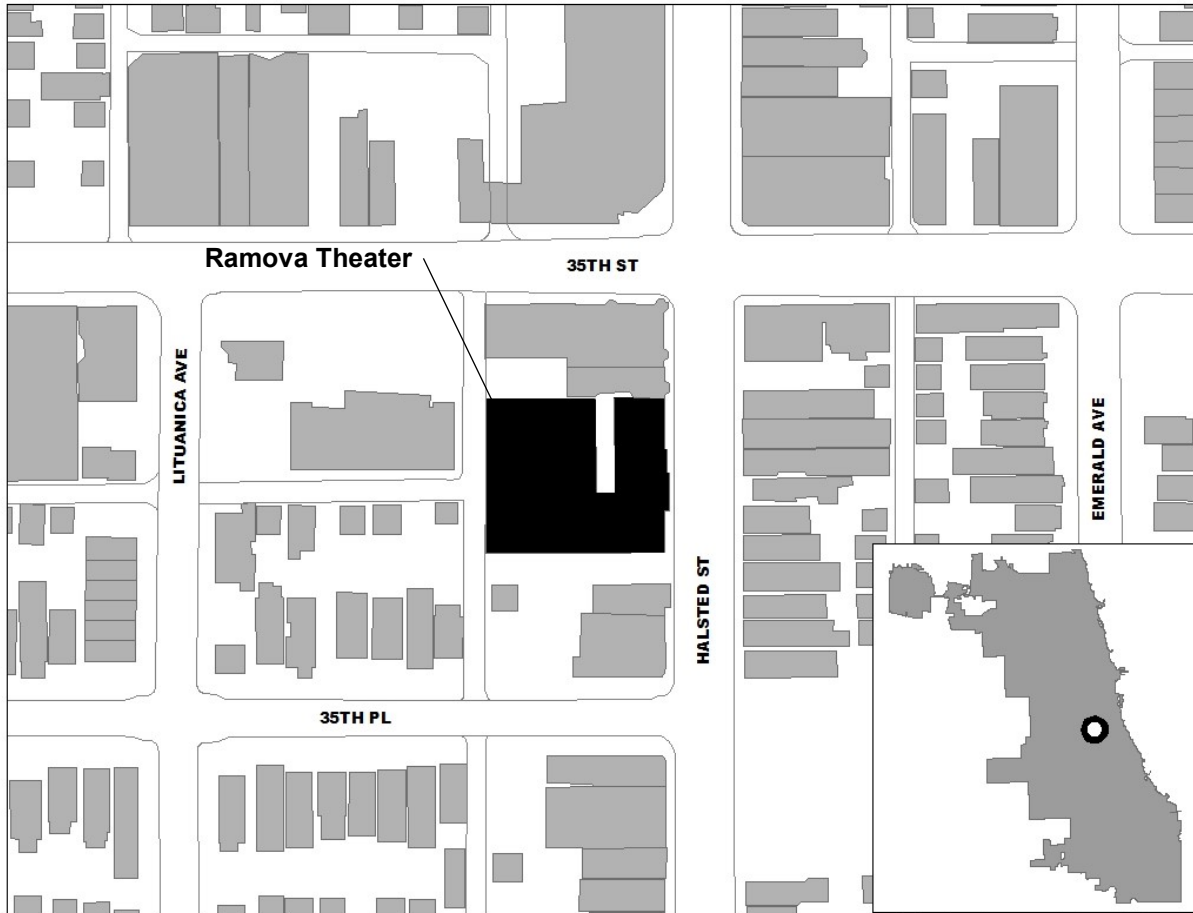 Ramova Theater
35TH ST
LITUANICA AVE
EMERALD AVE
HALSTED ST
35TH PL